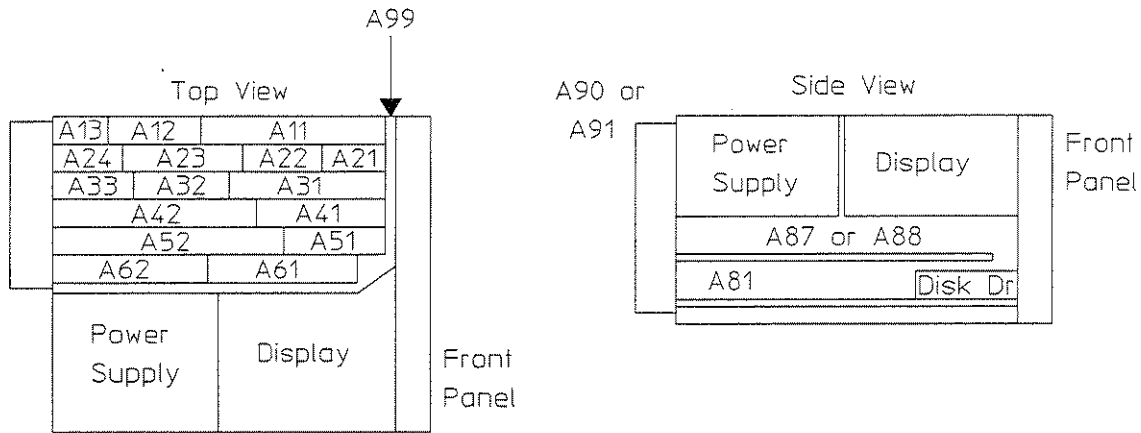 A99
Top View
A13 A12 A11
A24 A23 A22 A21
A33 A32 A31
A42 A41
A52 A51
A62 A61
Power
Supply
Display
Front
Panel
A90 or
A91
Side View
Power
Supply
Display
Front
Panel
A87 or A88
A81
Disk Dr